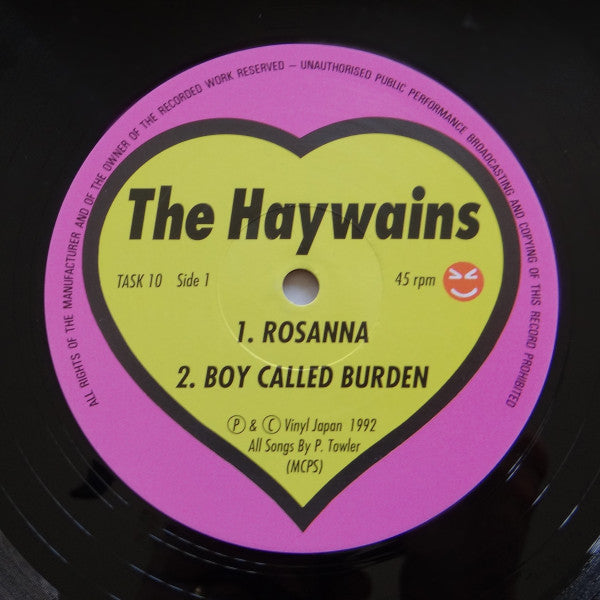 ALL RIGHTS OF THE MANUFACTURER AND OF THE OWNER OF THE RECORDED WORK RESERVED – UNAUTHORISED PUBLIC PERFORMANCE BROADCASTING AND COPYING OF THIS RECORD PROHIBITED
The Haywains
TASK 10 Side 1 45 rpm
1. ROSANNA
2. BOY CALLED BURDEN
Ⓟ & Ⓒ Vinyl Japan 1992
All Songs By P. Towler
(MCPS)